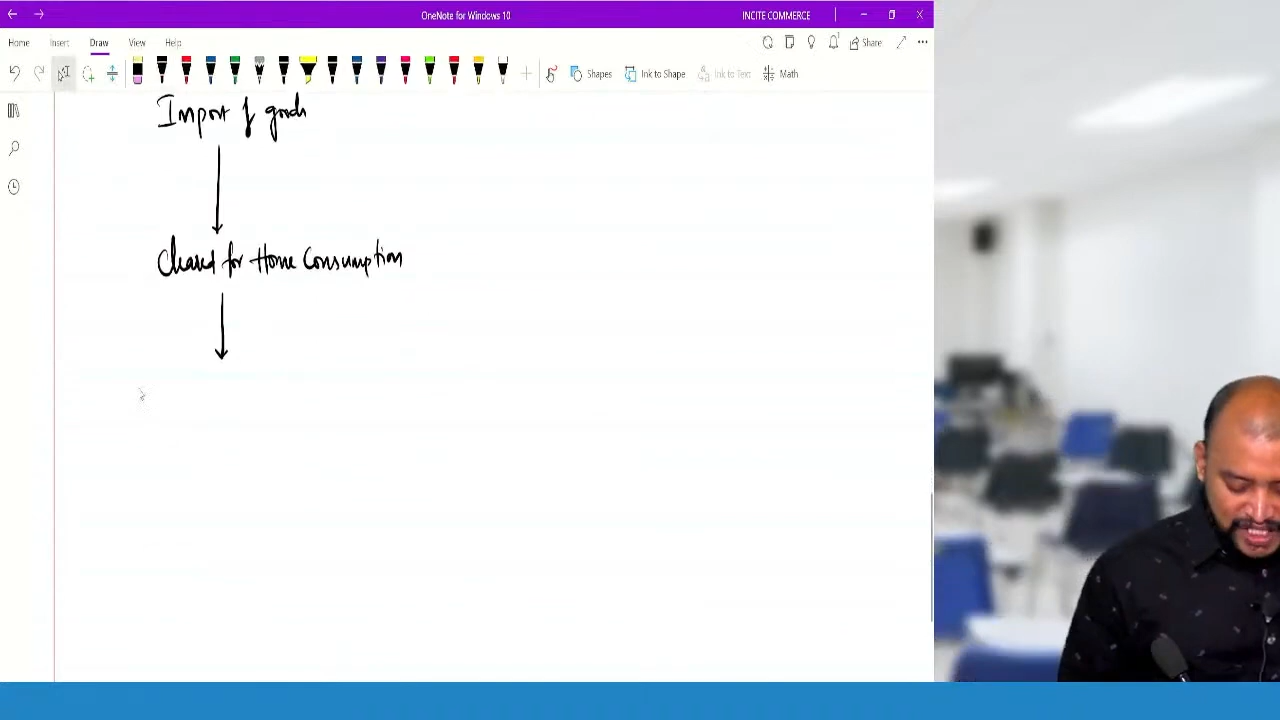 OneNote for Windows 10
INCITE COMMERCE
Home Insert Draw View Help
Share
Shapes
Ink to Shape
Ink to Text
Math
Import of goods
Cleared for Home Consumption